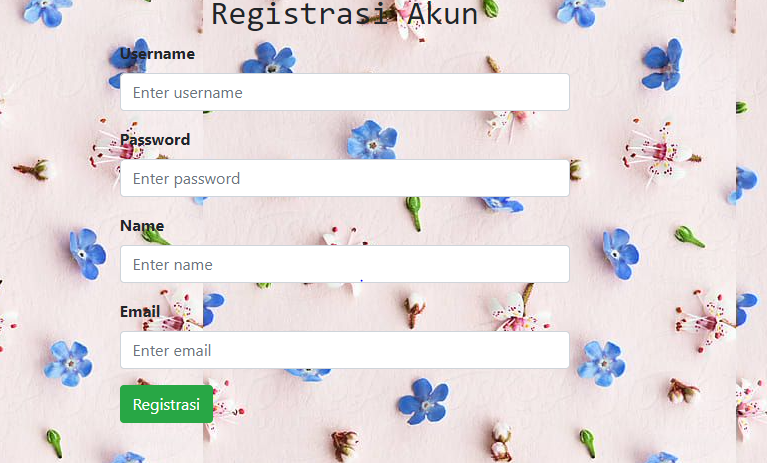 Registrasi Akun
Username
Enter username
Password
Enter password
Name
Enter name
Email
Enter email
Registrasi